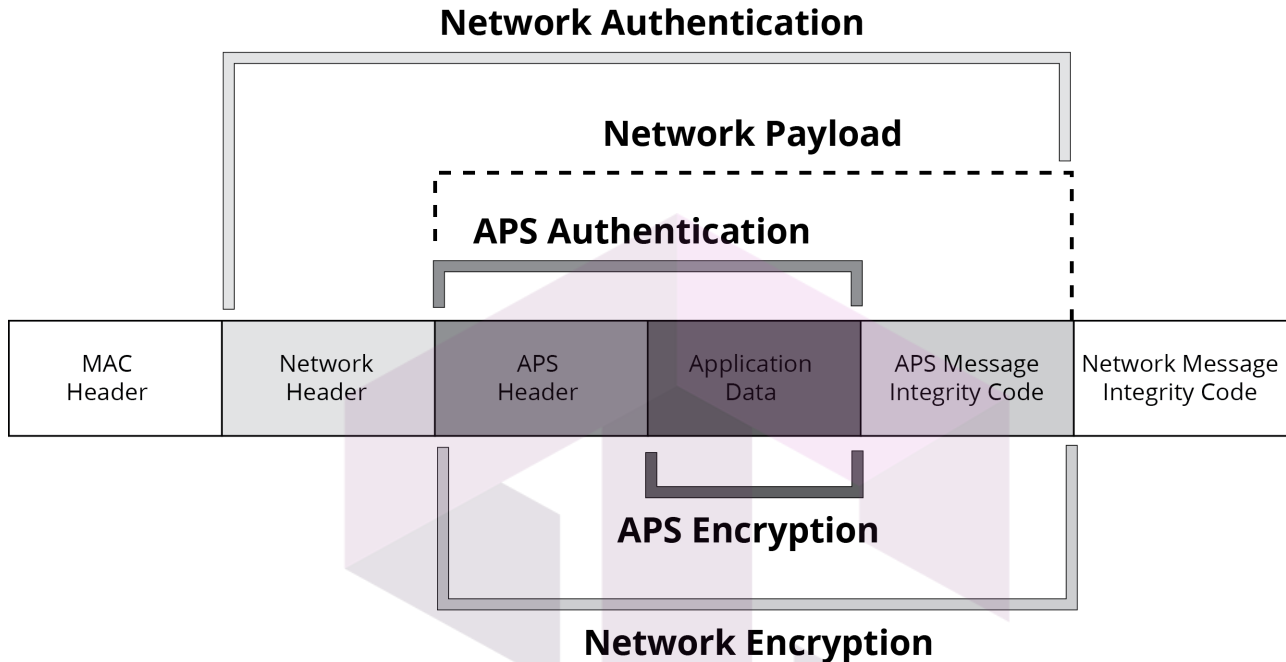 Network Authentication
Network Payload
APS Authentication
MAC
Header
Network
Header
APS
Header
Application
Data
APS Message
Integrity Code
Network Message
Integrity Code
APS Encryption
Network Encryption